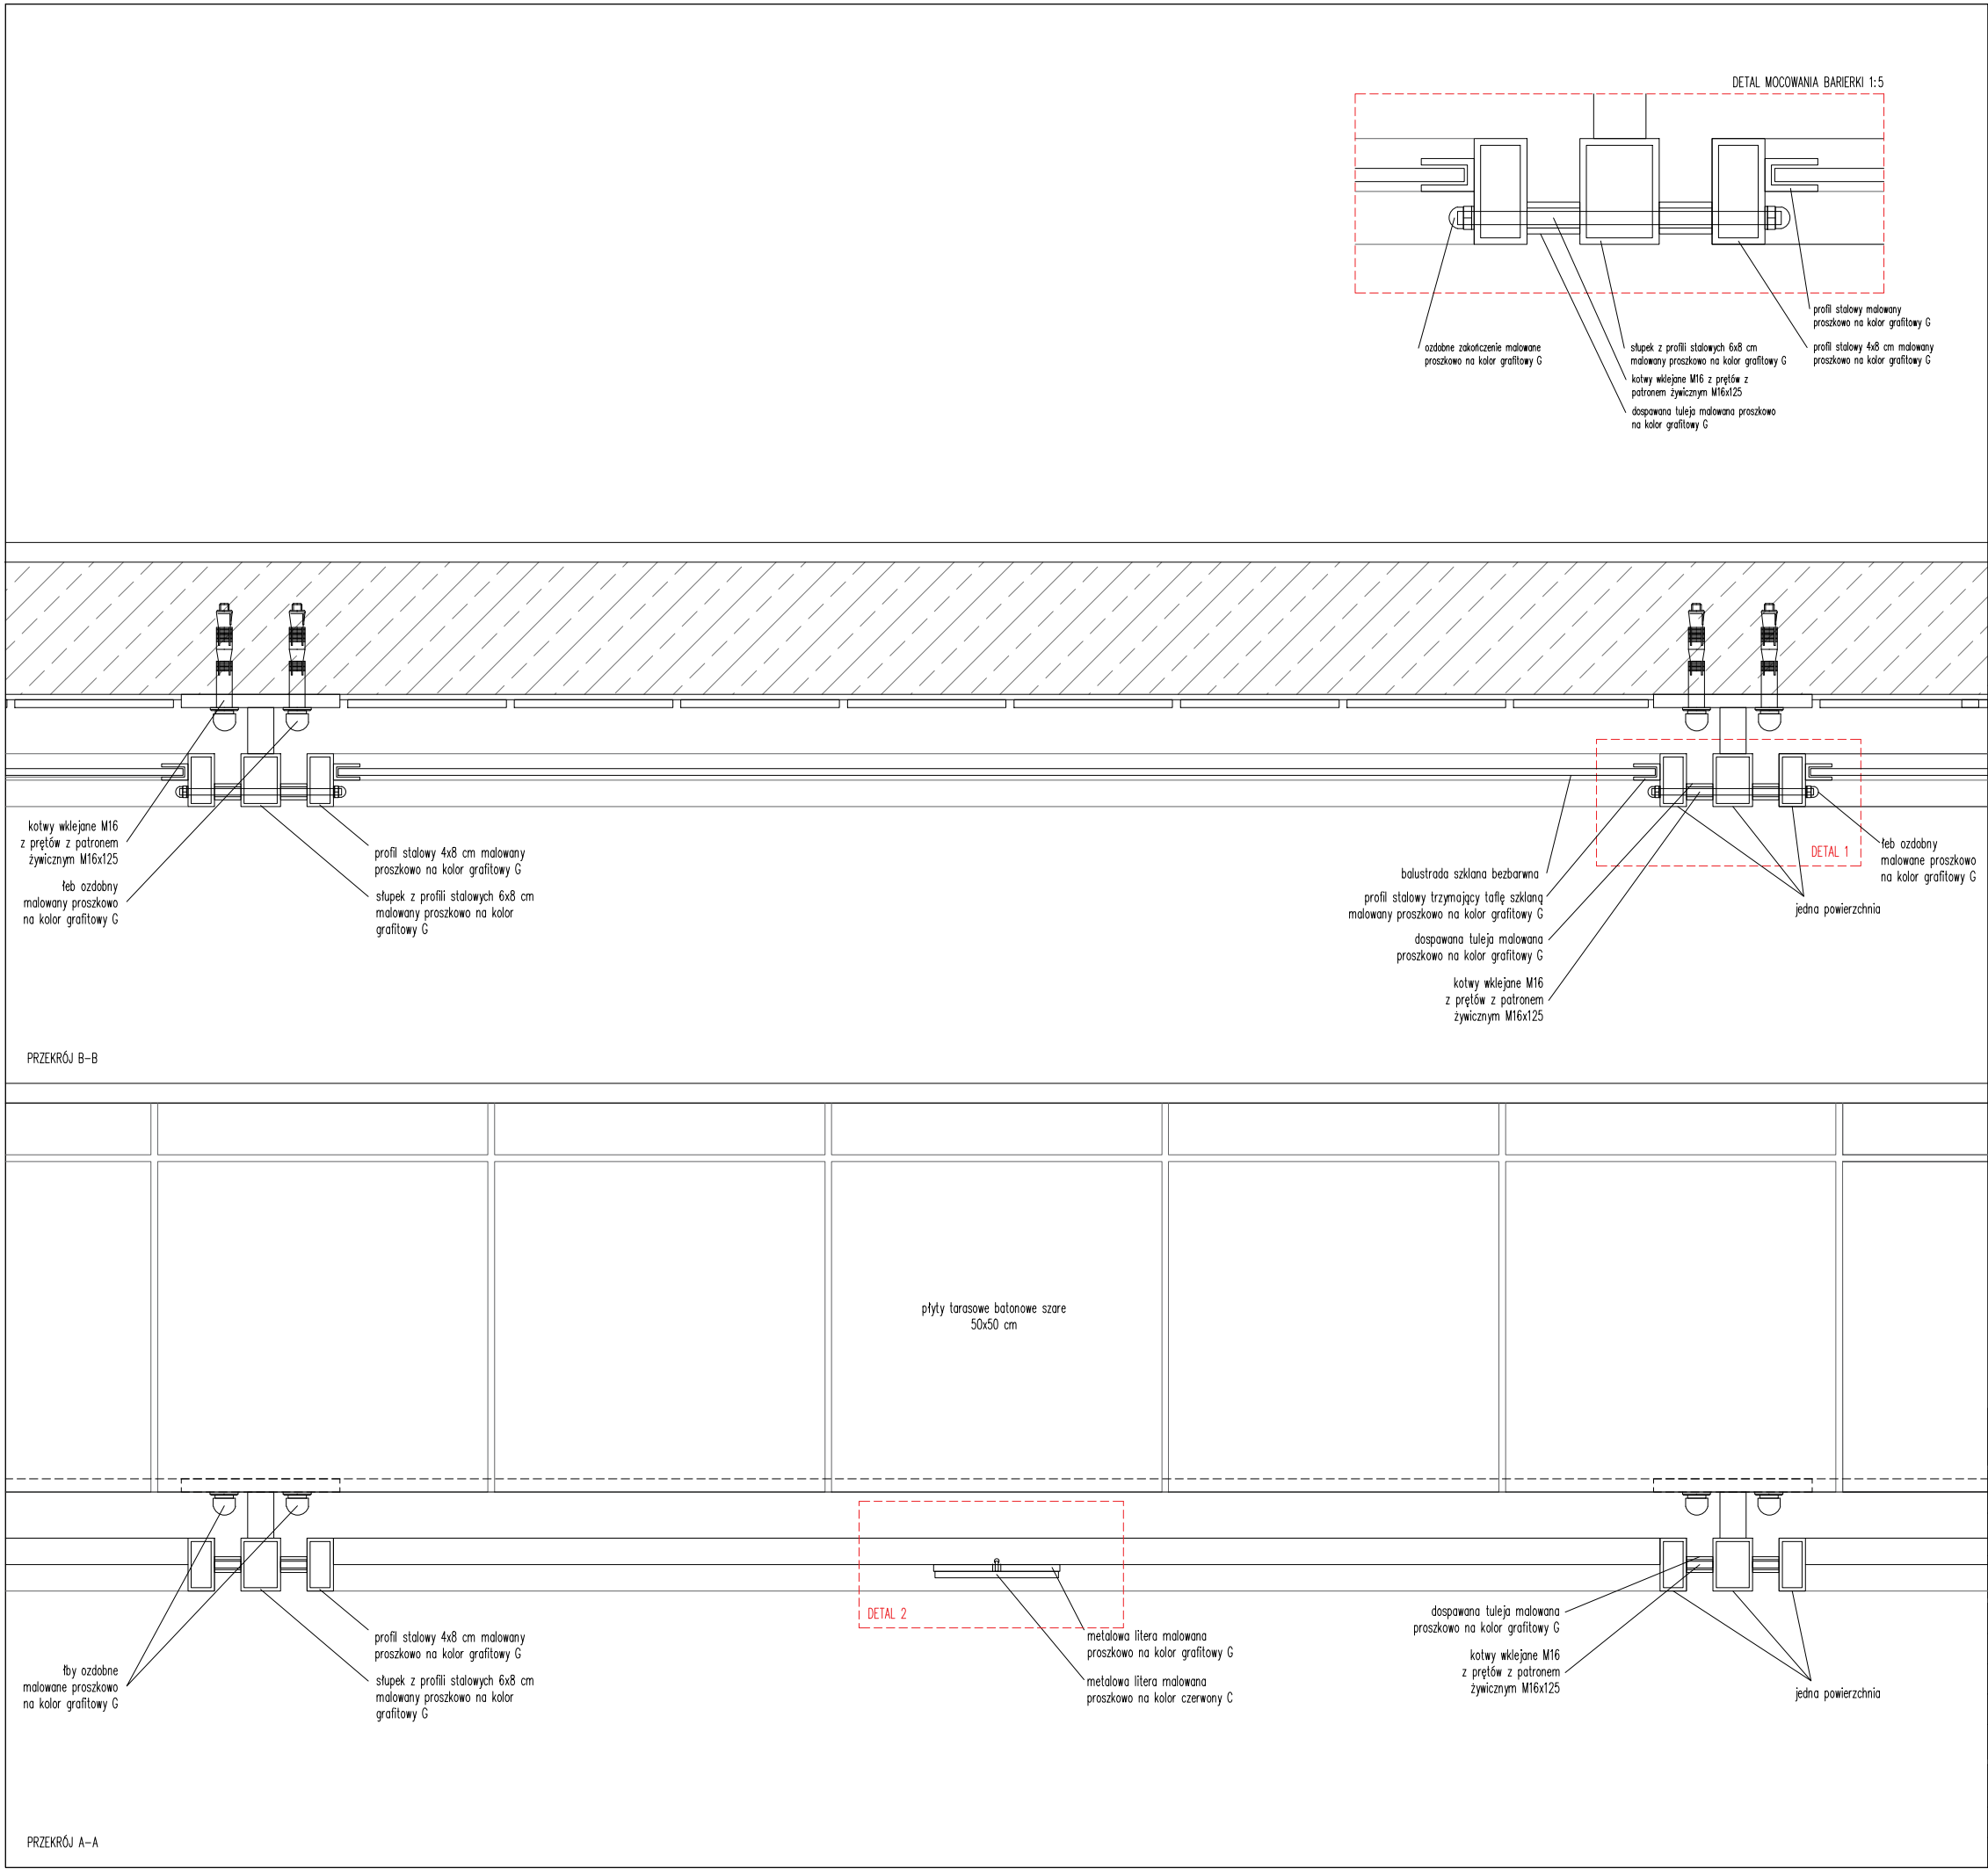 DETAL MOCOWANIA BARIERKI 1:5
profil stalowy malowany
proszkowo na kolor grafitowy G
ozdobne zakończenie malowane
proszkowo na kolor grafitowy G
słupek z profili stalowych 6x8 cm
malowany proszkowo na kolor grafitowy G
profil stalowy 4x8 cm malowany
proszkowo na kolor grafitowy G
kotwy wklejane M16 z prętów z
patronem żywicznym M16x125
dospawana tuleja malowana proszkowo
na kolor grafitowy G
kotwy wklejane M16
z prętów z patronem
żywicznym M16x125
łeb ozdobny
malowany proszkowo
na kolor grafitowy G
profil stalowy 4x8 cm malowany
proszkowo na kolor grafitowy G
słupek z profili stalowych 6x8 cm
malowany proszkowo na kolor
grafitowy G
balustrada szklana bezbarwna
profil stalowy trzymający taflę szklaną
malowany proszkowo na kolor grafitowy G
dospawana tuleja malowana
proszkowo na kolor grafitowy G
kotwy wklejane M16
z prętów z patronem
żywicznym M16x125
DETAL 1
łeb ozdobny
malowane proszkowo
na kolor grafitowy G
jedna powierzchnia
PRZEKRÓJ B-B
płyty tarasowe batonowe szare
50x50 cm
łby ozdobne
malowane proszkowo
na kolor grafitowy G
profil stalowy 4x8 cm malowany
proszkowo na kolor grafitowy G
słupek z profili stalowych 6x8 cm
malowany proszkowo na kolor
grafitowy G
DETAL 2
metalowa litera malowana
proszkowo na kolor grafitowy G
metalowa litera malowana
proszkowo na kolor czerwony C
dospawana tuleja malowana
proszkowo na kolor grafitowy G
kotwy wklejane M16
z prętów z patronem
żywicznym M16x125
jedna powierzchnia
PRZEKRÓJ A-A